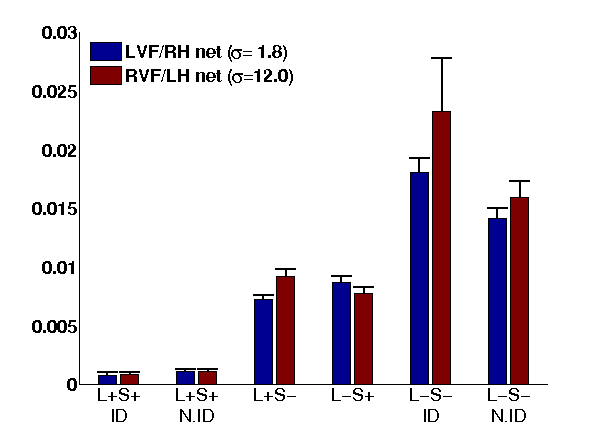 0.03
LVF/RH net (σ= 1.8)
RVF/LH net (σ=12.0)
0.025
0.02
0.015
0.01
0.005
0
L+S+ L+S+ L+S− L−S+ L−S− L−S−
ID N.ID ID N.ID